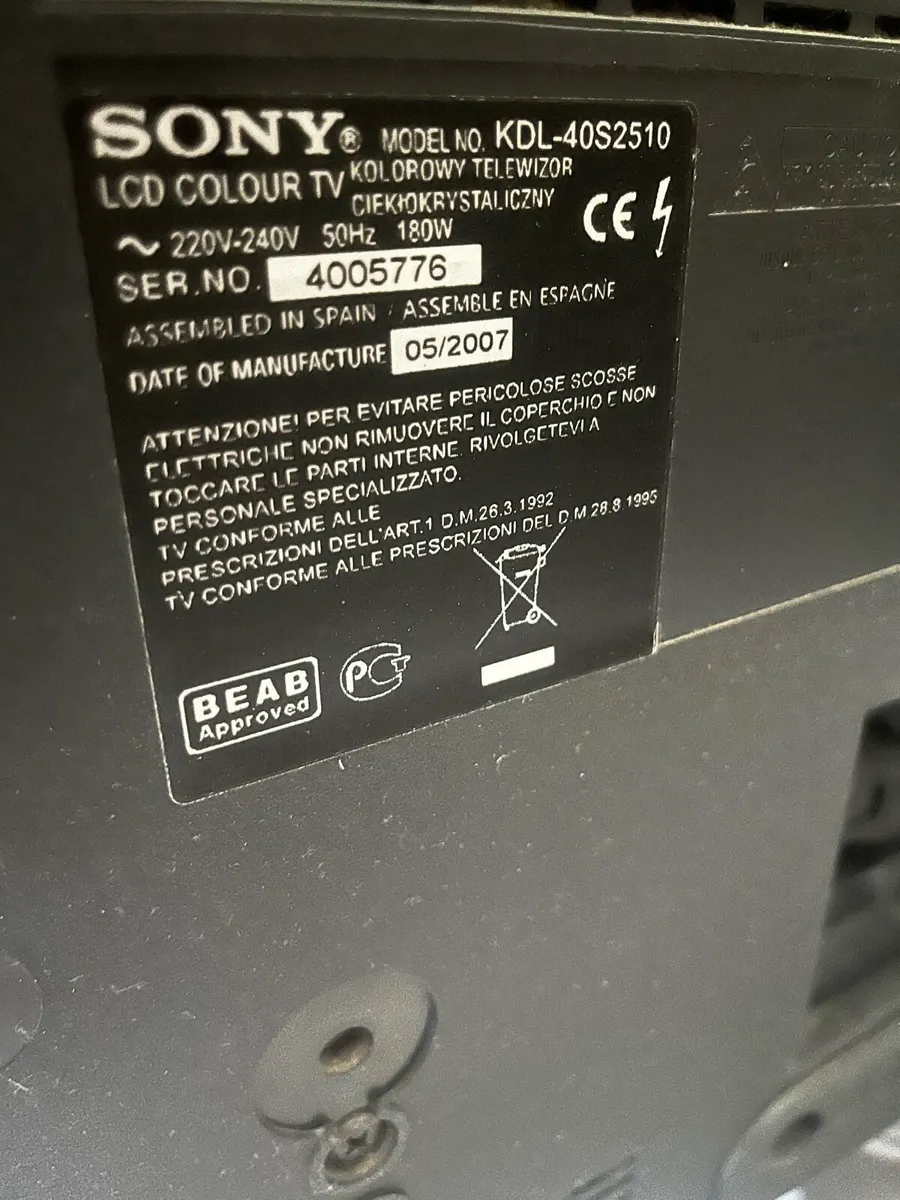 SONY® MODEL NO. KDL-40S2510
LCD COLOUR TV KOLOROWY TELEWIZOR
CIEKŁOKRYSTALICZNY
~ 220V-240V 50Hz 180W
CE
SER.NO. 4005776
ASSEMBLED IN SPAIN / ASSEMBLE EN ESPAGNE
DATE OF MANUFACTURE 05/2007
ATTENZIONE! PER EVITARE PERICOLOSE SCOSSE
ELETTRICHE NON RIMUOVERE IL COPERCHIO E NON
TOCCARE LE PARTI INTERNE. RIVOLGETEVI A
PERSONALE SPECIALIZZATO.
TV CONFORME ALLE
PRESCRIZIONI DELL'ART.1 D.M.26.3.1992
TV CONFORME ALLE PRESCRIZIONI DEL D.M 28.8.1995
BEAB
Approved
PCT